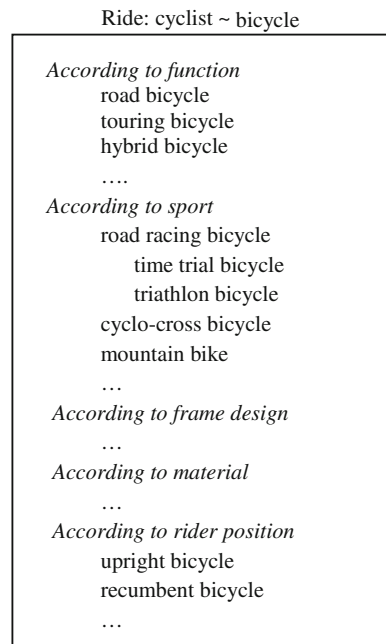 Ride: cyclist ~ bicycle
According to function
road bicycle
touring bicycle
hybrid bicycle
….
According to sport
road racing bicycle
time trial bicycle
triathlon bicycle
cyclo-cross bicycle
mountain bike
…
According to frame design
…
According to material
…
According to rider position
upright bicycle
recumbent bicycle
…